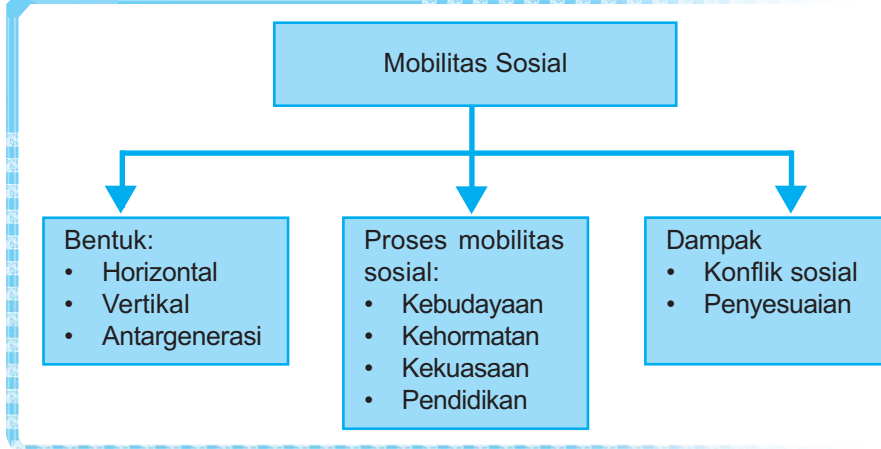 Mobilitas Sosial
Bentuk:
• Horizontal
• Vertikal
• Antargenerasi
Proses mobilitas
sosial:
• Kebudayaan
• Kehormatan
• Kekuasaan
• Pendidikan
Dampak
• Konflik sosial
• Penyesuaian